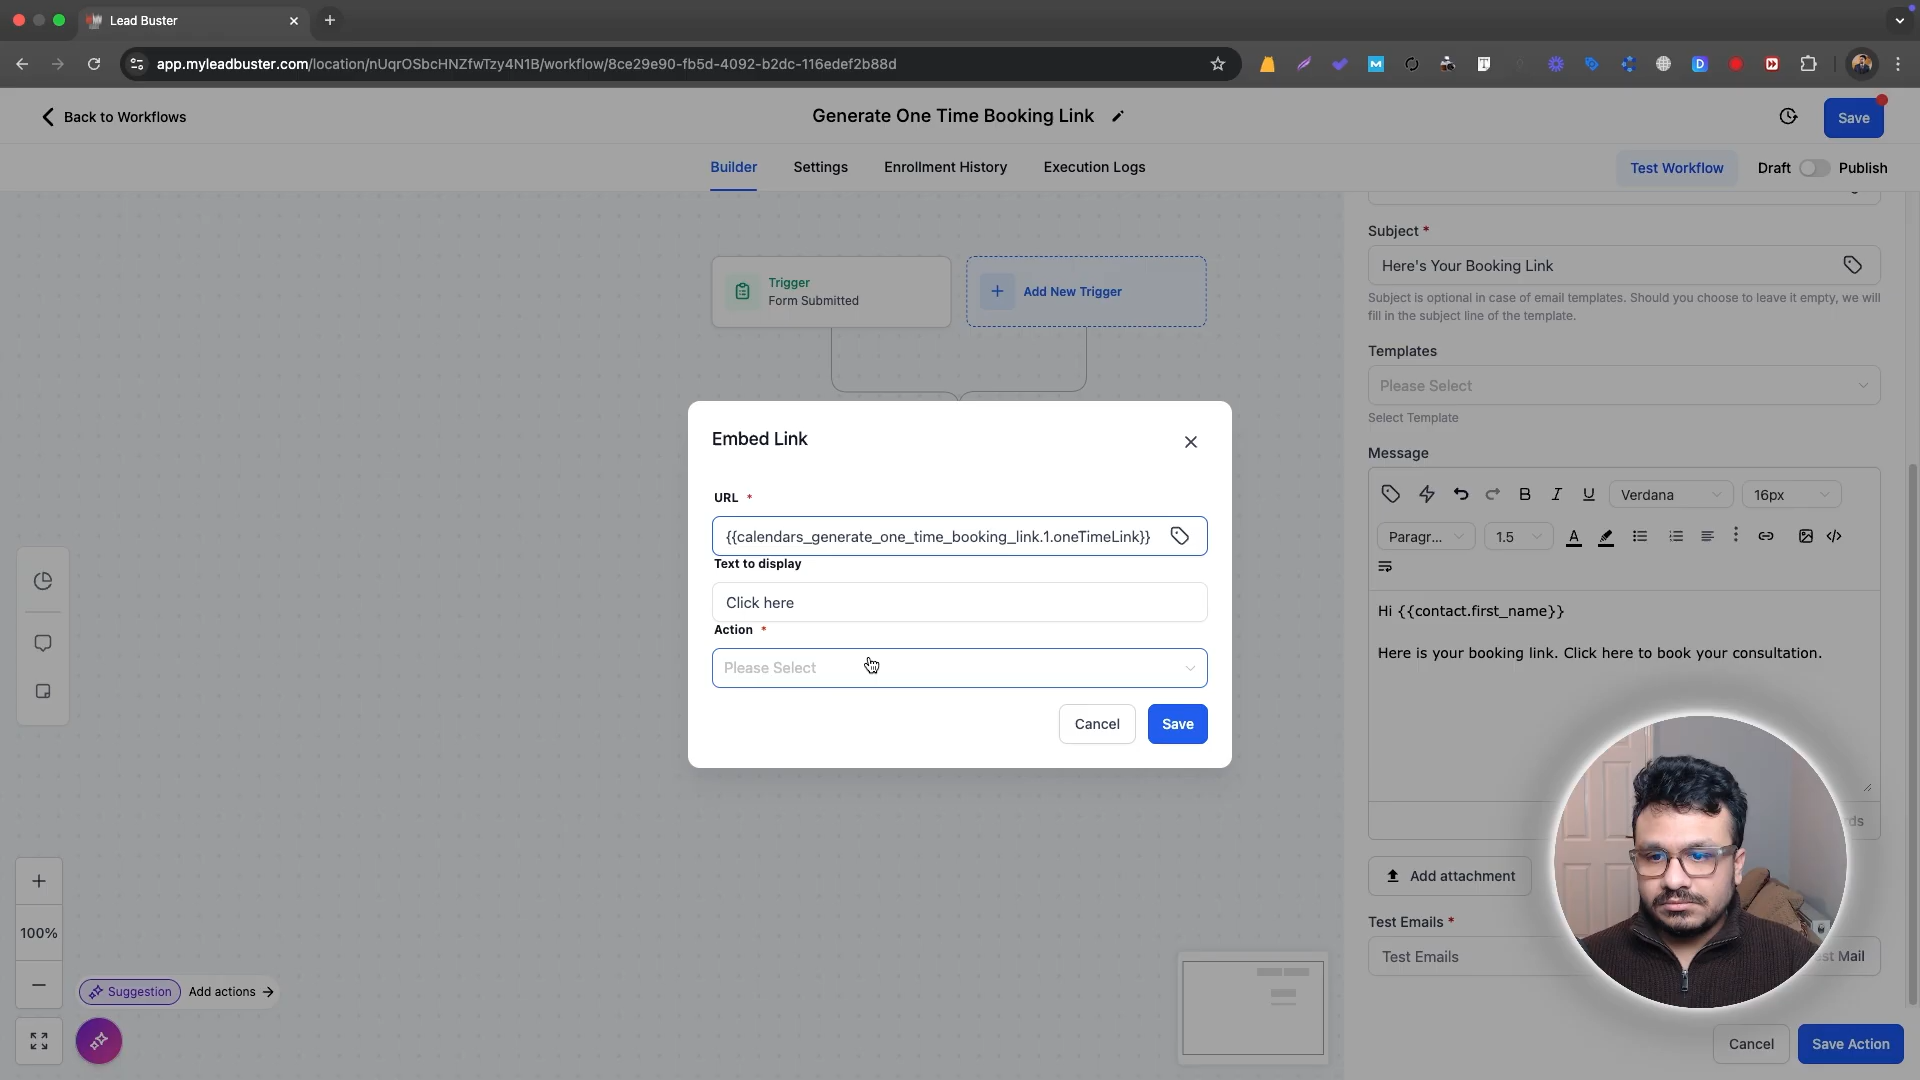 Lead Buster
app.myleadbuster.com/location/nUqrOSbcHNZfwTzy4N1B/workflow/8ce29e90-fb5d-4092-b2dc-116edef2b88d
Back to Workflows
Generate One Time Booking Link
Save
Builder
Settings
Enrollment History
Execution Logs
Test Workflow
Draft
Publish
Trigger
Form Submitted
Add New Trigger
Subject *
Here's Your Booking Link
Subject is optional in case of email templates. Should you choose to leave it empty, we will
fill in the subject line of the template.
Templates
Please Select
Select Template
Message
Verdana
16px
Paragr...
1.5
Hi {{contact.first_name}}
Here is your booking link. Click here to book your consultation.
Add attachment
Test Emails *
Test Emails
Mail
Cancel
Save Action
Embed Link
URL *
{{calendars_generate_one_time_booking_link.1.oneTimeLink}}
Text to display
Click here
Action *
Please Select
Cancel
Save
100%
Suggestion
Add actions